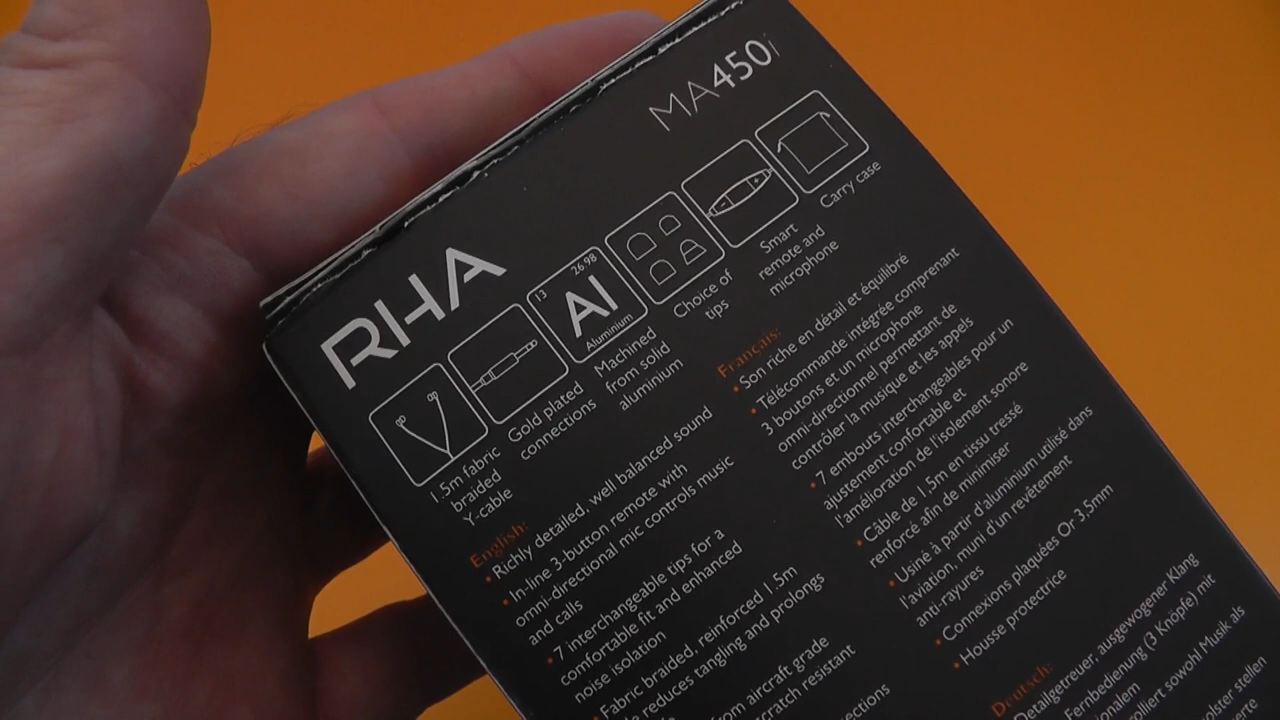 MA450i
RHA
13
26.98
Al
Aluminium
1.5m fabric
braided
Y-cable
Gold plated
connections
Machined
from solid
aluminium
Choice of
tips
Smart
remote and
microphone
Carry case
English:
• Richly detailed, well balanced sound
• In-line 3-button remote with
omni-directional mic controls music
and calls
• 7 interchangeable tips for a
comfortable fit and enhanced
noise isolation
• Fabric braided, reinforced 1.5m
reduces tangling and prolongs
from aircraft grade
scratch resistant
Français:
• Son riche en détail et équilibré
• Télécommande intégrée comprenant
3 boutons et un microphone
omni-directionnel permettant de
contrôler la musique et les appels
• 7 embouts interchangeables pour un
ajustement confortable et
l'amélioration de l'isolement sonore
• Câble de 1,5m en tissu tressé
renforcé afin de minimiser
• Usiné à partir d'aluminium utilisé dans
l'aviation, muni d'un revêtement
anti-rayures
• Connexions plaquées Or 3,5mm
• Housse protectrice
Deutsch:
Detailgetreuer, ausgewogener Klang
Fernbedienung (3 Knöpfe) mit
sowohl Musik als